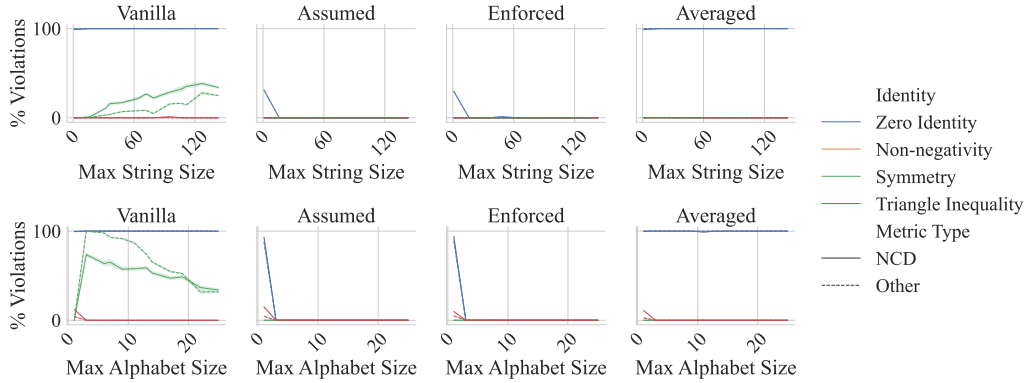 Vanilla
Assumed
Enforced
Averaged
% Violations
100
0
0
60
120
0
60
120
0
60
120
0
60
120
Max String Size
Max String Size
Max String Size
Max String Size
Identity
Zero Identity
Non-negativity
Symmetry
Triangle Inequality
Metric Type
NCD
Other
Vanilla
Assumed
Enforced
Averaged
% Violations
100
0
0
10
20
0
10
20
0
10
20
0
10
20
Max Alphabet Size
Max Alphabet Size
Max Alphabet Size
Max Alphabet Size